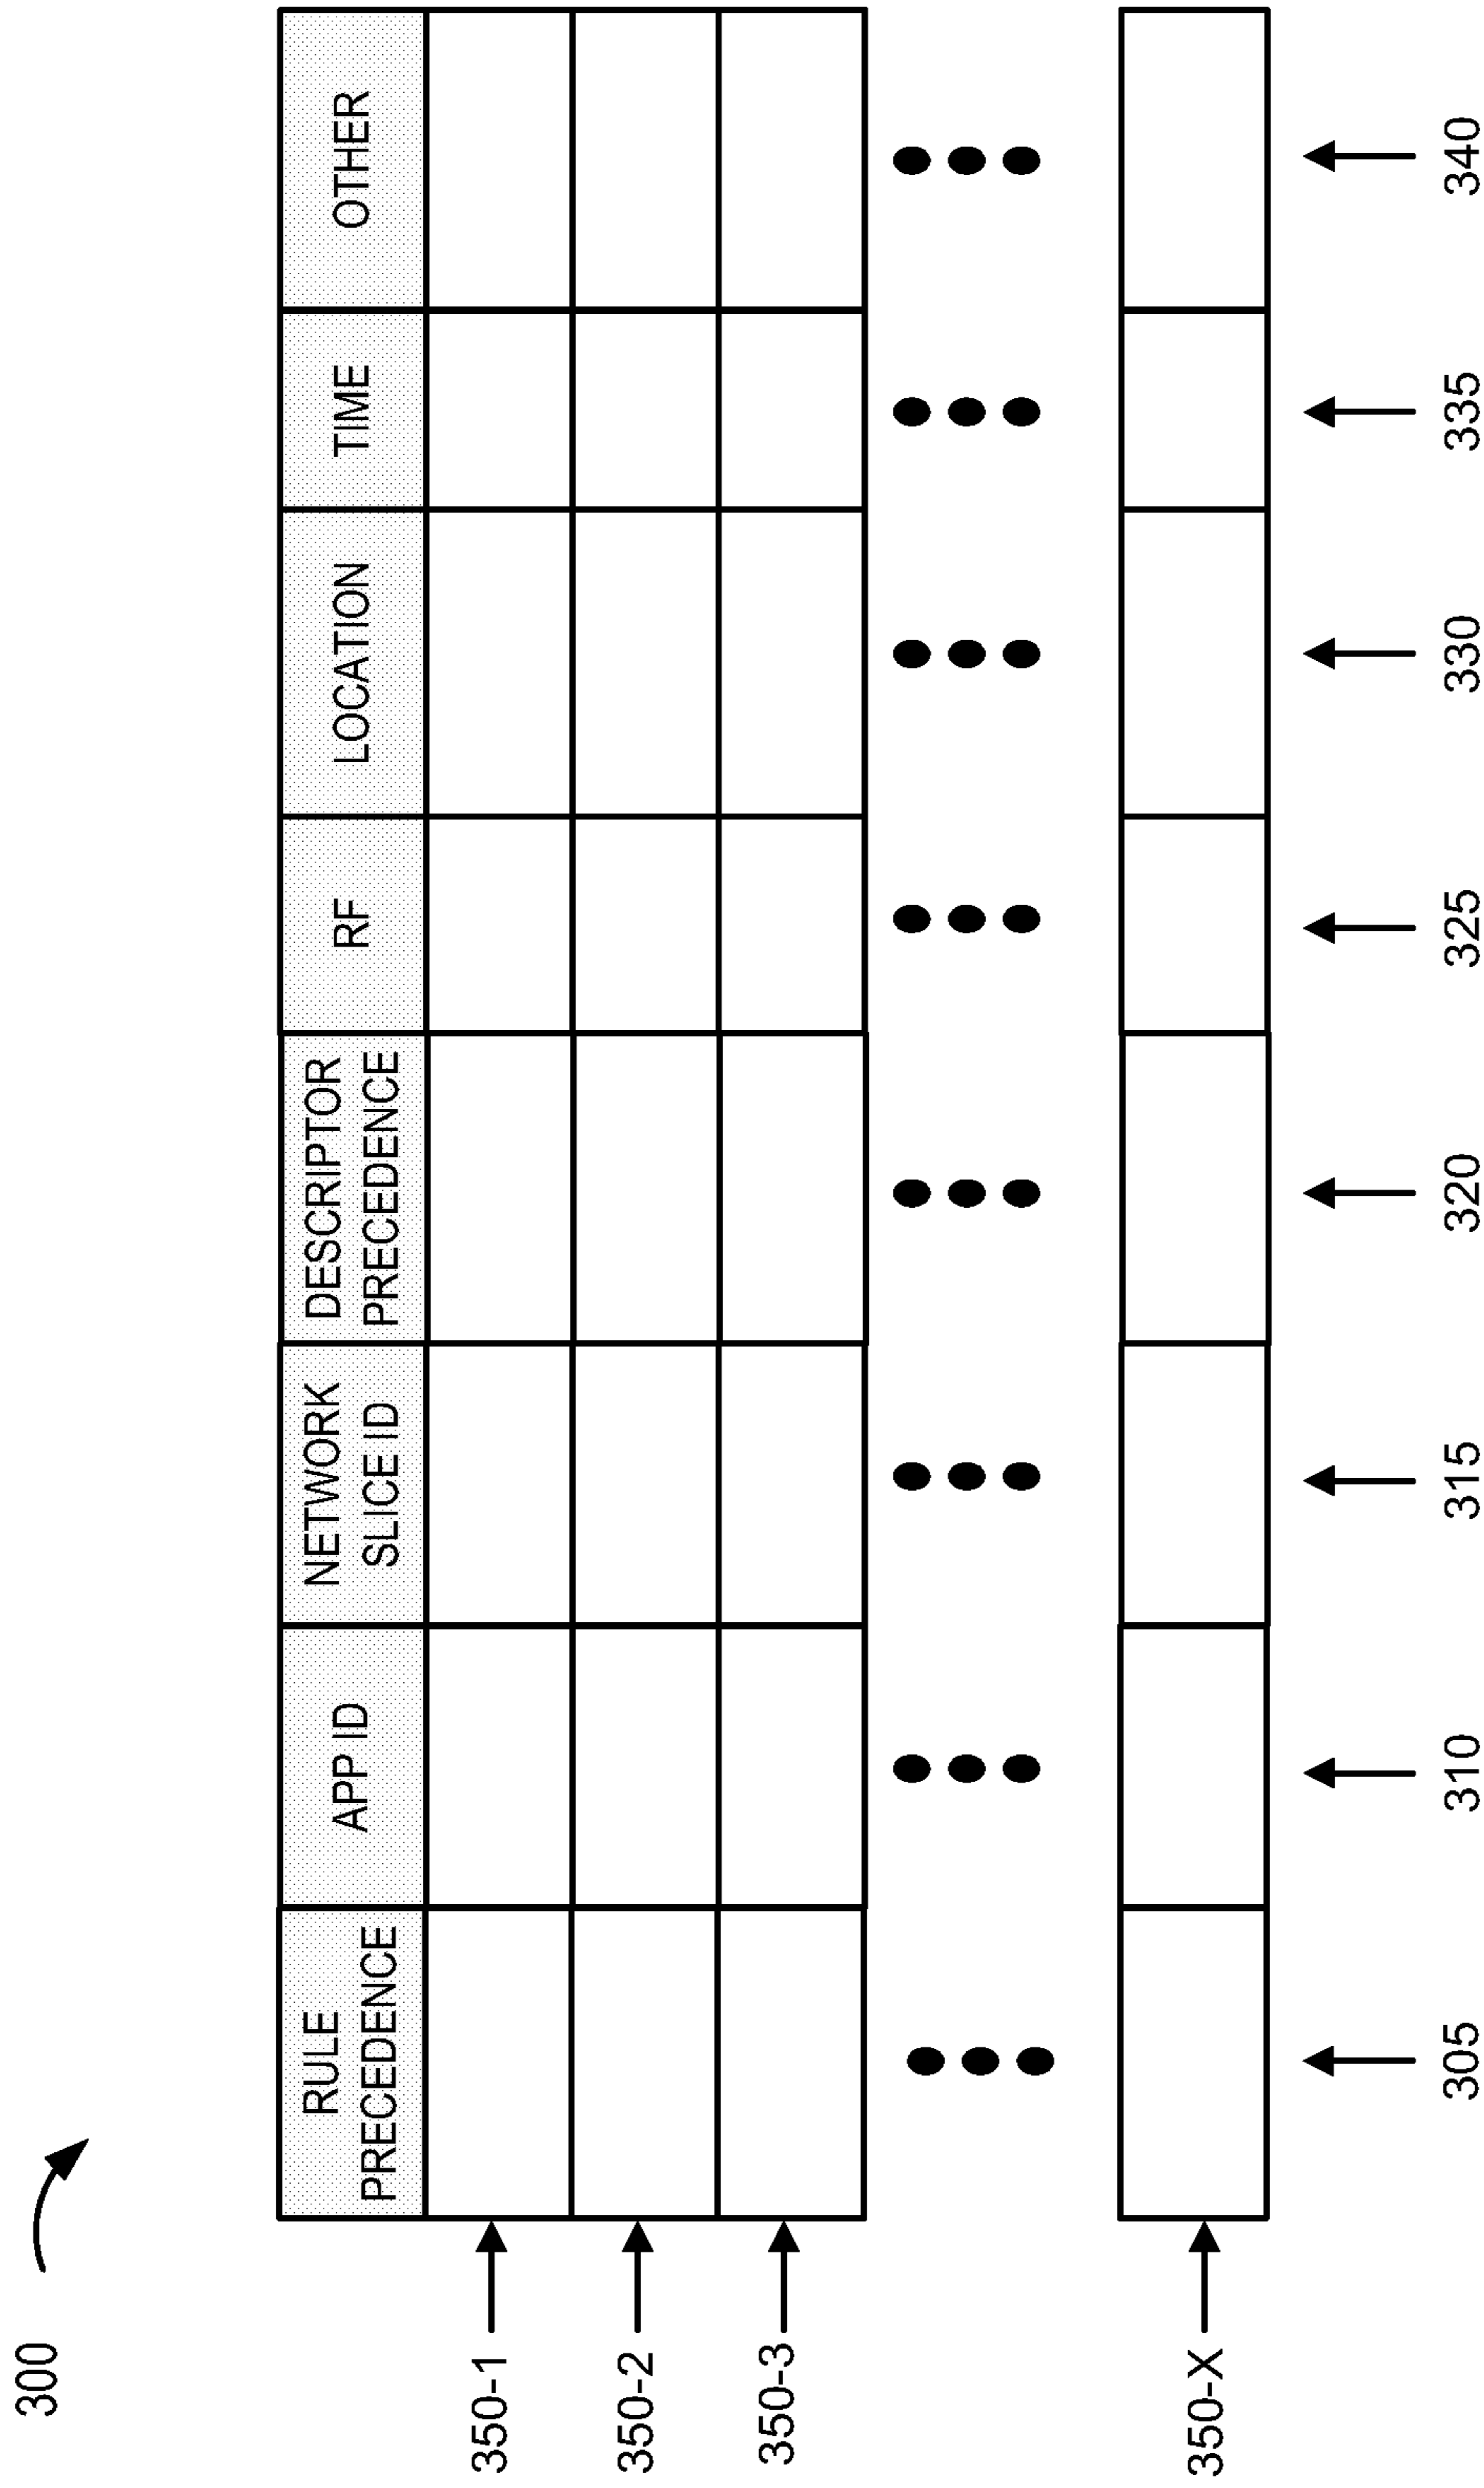 300
RULE
PRECEDENCE
APP ID
NETWORK
SLICE ID
DESCRIPTOR
PRECEDENCE
RF
LOCATION
TIME
OTHER
350-1
350-2
350-3
350-X
305
310
315
320
325
330
335
340